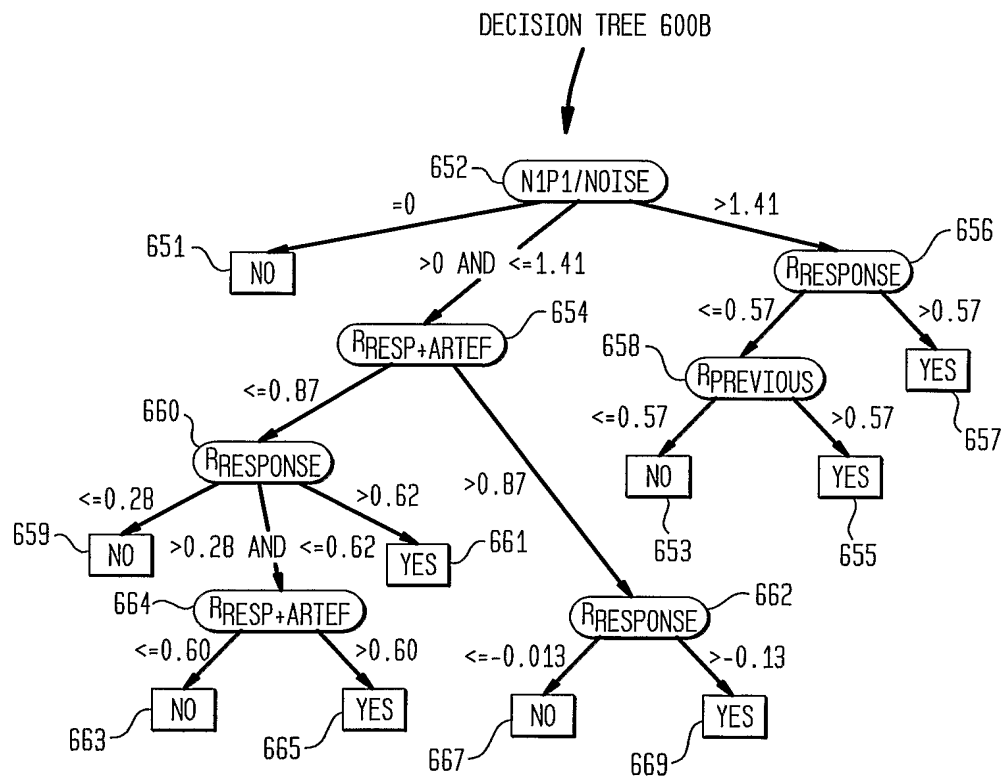 DECISION TREE 600B
652
N1P1/NOISE
=0
>1.41
651
NO
>0 AND <=1.41
656
RRESPONSE
654
RRESP+ARTEF
<=0.57
>0.57
658
RPREVIOUS
YES
657
<=0.87
660
RRESPONSE
<=0.57
>0.57
NO
YES
653
655
>0.87
<=0.28
>0.62
659
NO
>0.28 AND <=0.62
YES
661
664
RRESP+ARTEF
RRESPONSE
662
<=0.60
>0.60
<=-0.013
>-0.13
NO
YES
NO
YES
663
665
667
669